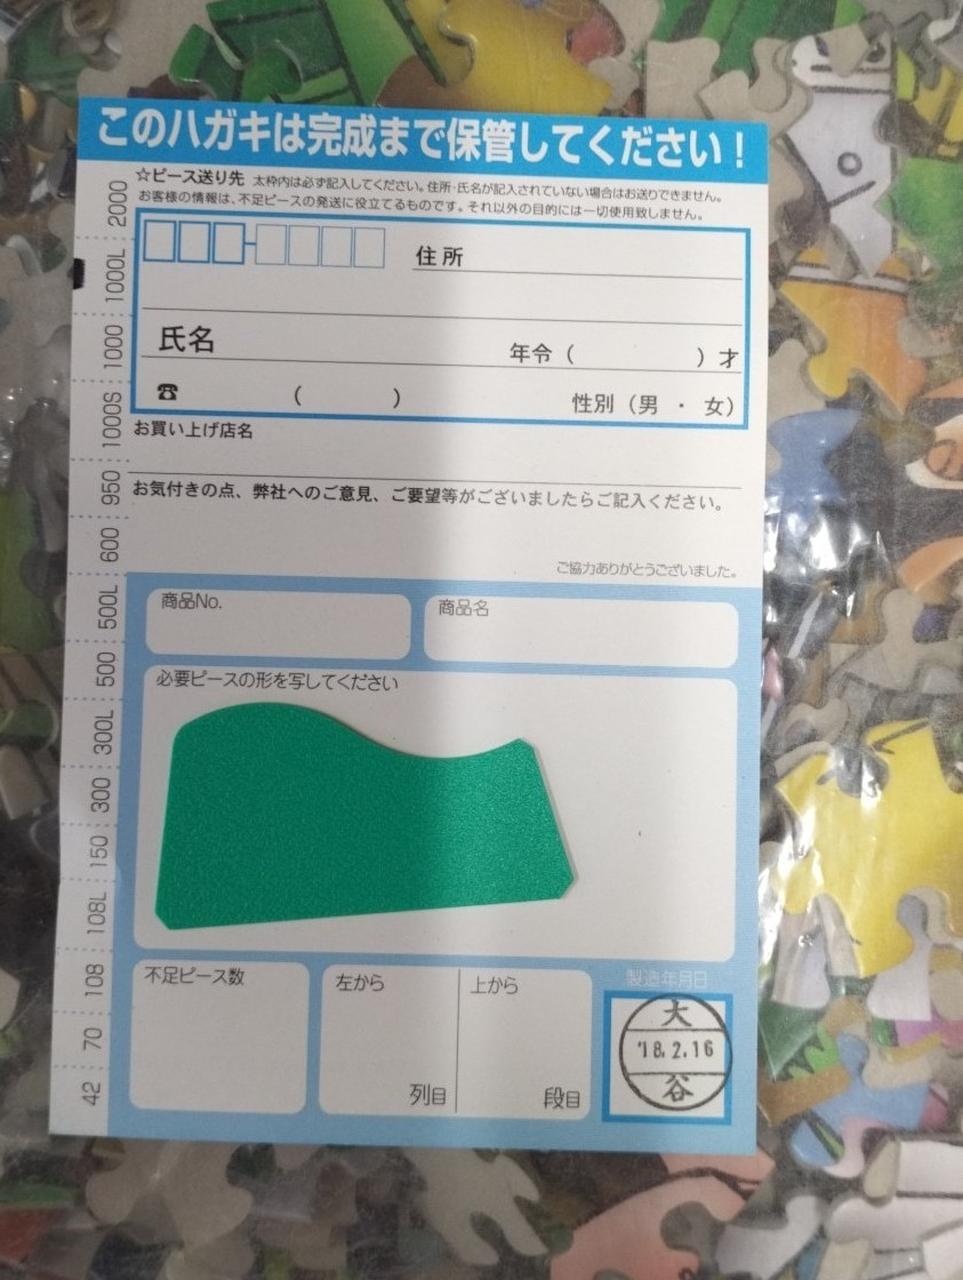 このハガキは完成まで保管してください！
☆ピース送り先 太枠内は必ず記入してください。住所・氏名が記入されていない場合はお送りできません。
お客様の情報は、不足ピースの発送に役立てるものです。それ以外の目的には一切使用致しません。
住所
氏名
年令（ ）才
☎ （ ）
性別（男 ・ 女）
お買い上げ店名
お気付きの点、弊社へのご意見、ご要望等がございましたらご記入ください。
ご協力ありがとうございました。
商品No.
商品名
必要ピースの形を写してください
不足ピース数
左から
列目
上から
段目
製造年月日
大
'18.2.16
谷
2000
1000L
1000
1000S
950
600
500L
500
300L
300
150
108L
108
70
42